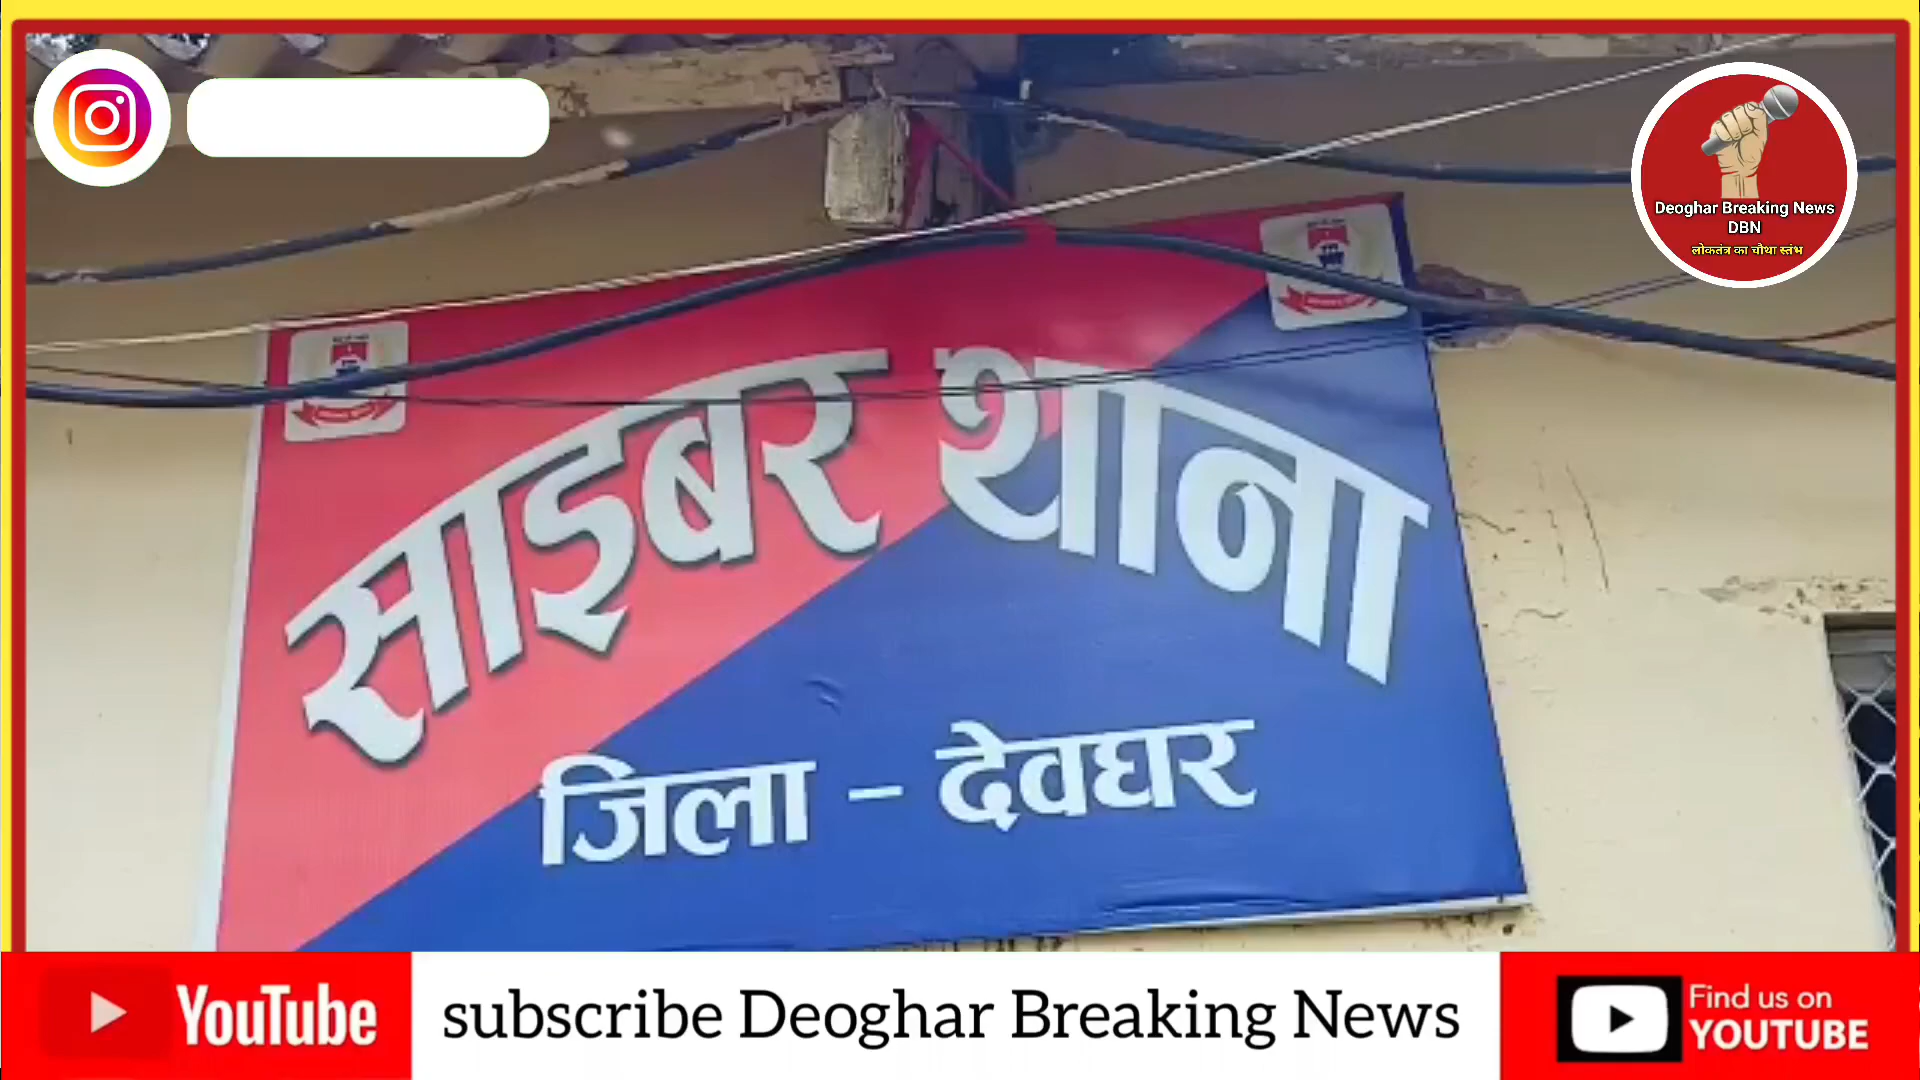 Deoghar Breaking News
DBN
लोकतंत्र का चौथा स्तंभ
साइबर थाना
जिला - देवघर
YouTube
subscribe Deoghar Breaking News
Find us on
YOUTUBE